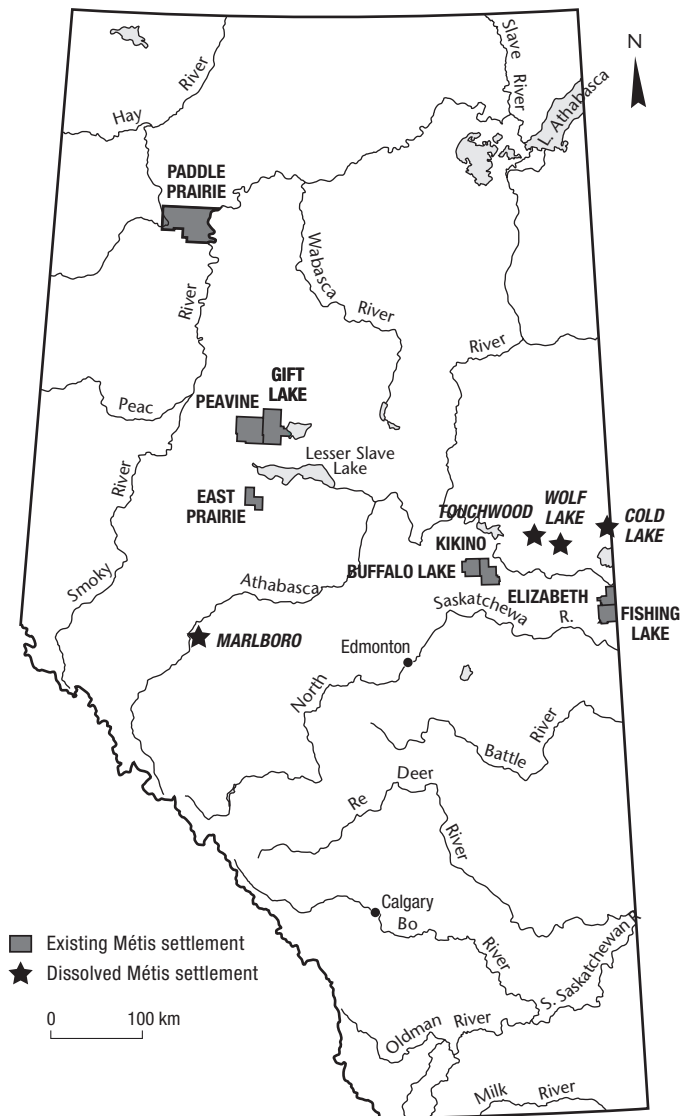 Slave
River
N
Hay
River
L. Athabasca
PADDLE
PRAIRIE
Wabasca
River
River
River
Peac
GIFT
LAKE
PEAVINE
Lesser Slave
Lake
River
EAST
PRAIRIE
TOUCHWOOD
WOLF
LAKE
COLD
LAKE
KIKINO
BUFFALO LAKE
Smoky
Athabasca
ELIZABETH
Saskatchewa
R.
FISHING
LAKE
MARLBORO
Edmonton
North
River
Battle
Re
Deer
River
Calgary
Bo
River
Existing Métis settlement
Dissolved Métis settlement
0 100 km
S. Saskatchewan R
Oldman
River
Milk
River